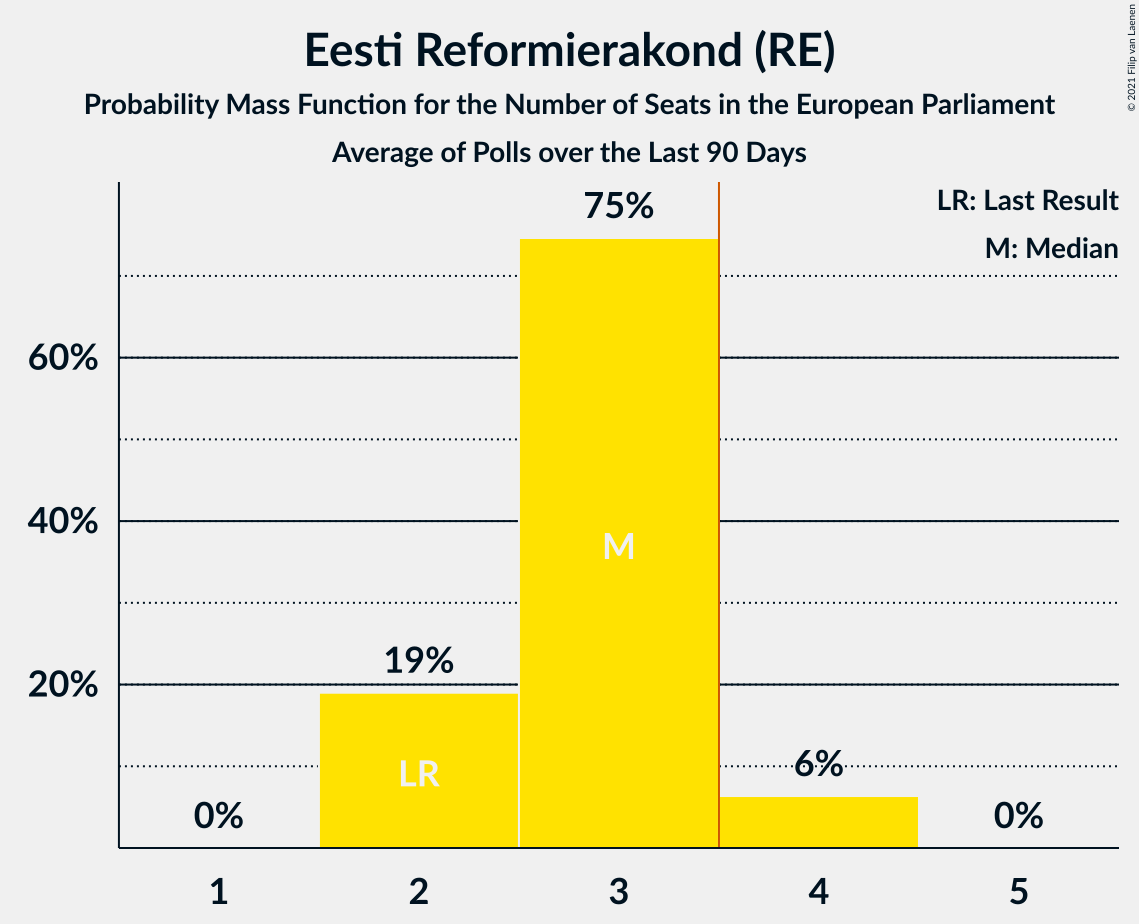 Eesti Reformierakond (RE)
Probability Mass Function for the Number of Seats in the European Parliament
Average of Polls over the Last 90 Days
© 2021 Filip van Laenen
LR: Last Result
M: Median
75%
60%
M
40%
19%
20%
LR
6%
0%
0%
1 2 3 4 5